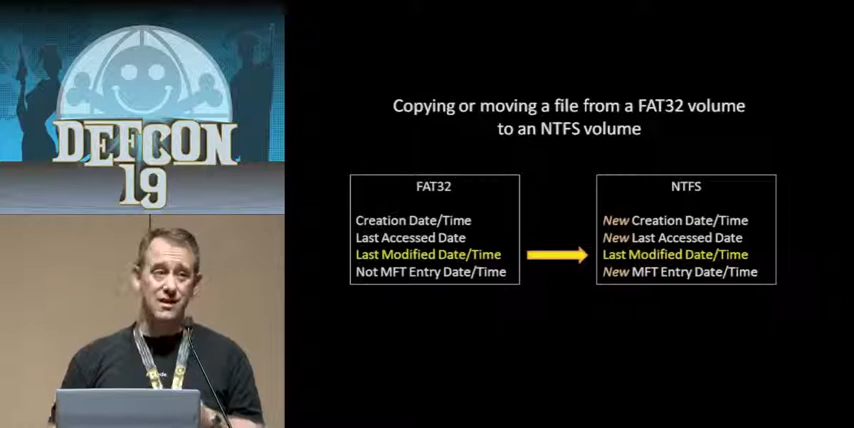 DEFCON
19
Copying or moving a file from a FAT32 volume
to an NTFS volume
FAT32
Creation Date/Time
Last Accessed Date
Last Modified Date/Time
Not MFT Entry Date/Time
NTFS
New Creation Date/Time
New Last Accessed Date
Last Modified Date/Time
New MFT Entry Date/Time